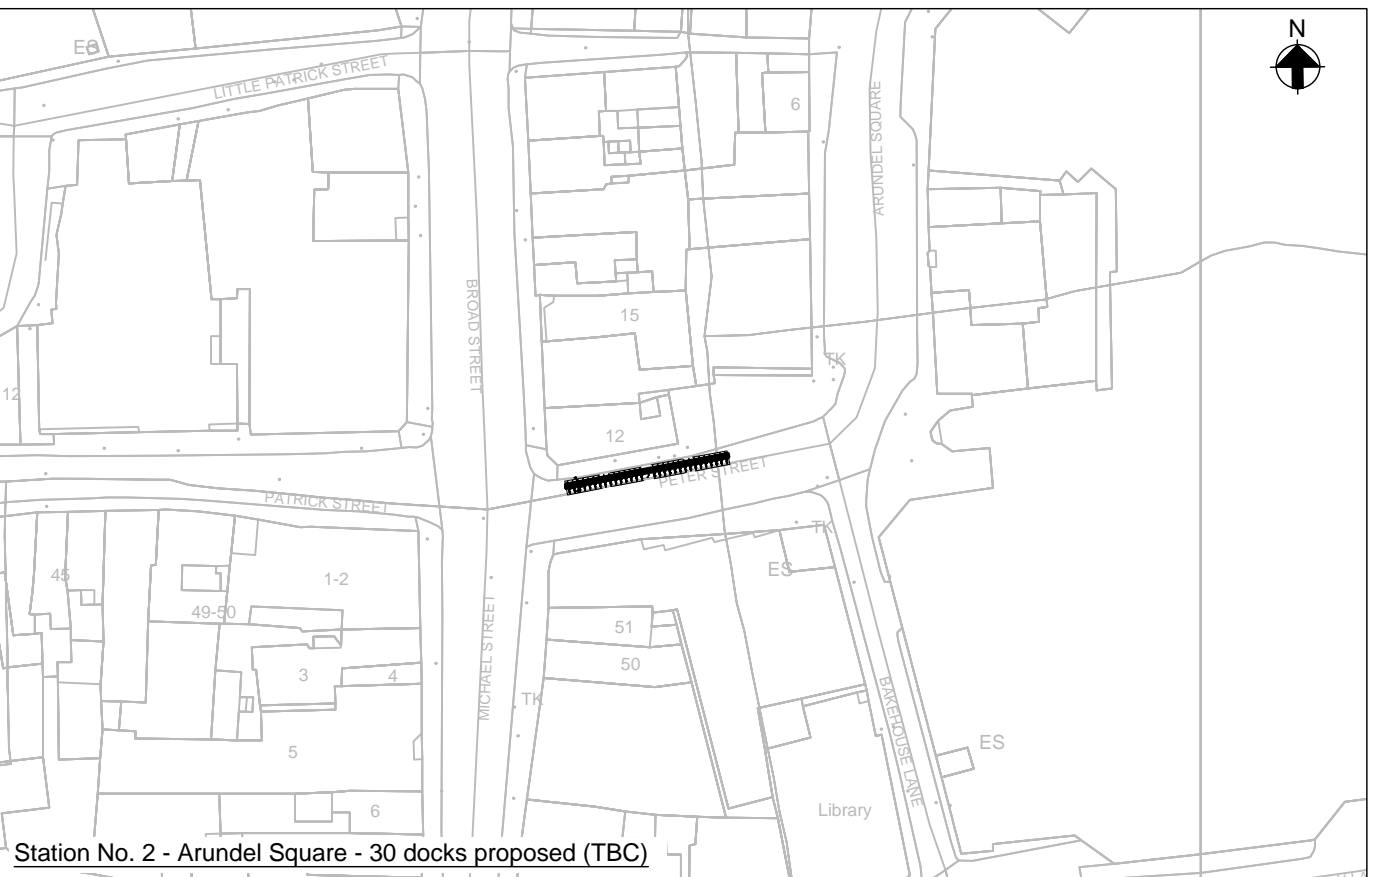 N
ES
LITTLE PATRICK STREET
6
ARUNDEL SQUARE
BROAD STREET
15
TK
12
12
PETER STREET
PATRICK STREET
TK
45
1-2
ES
49-50
MICHAEL STREET
51
50
3
4
TK
BAKEHOUSE LANE
5
ES
6
Library
Station No. 2 - Arundel Square - 30 docks proposed (TBC)